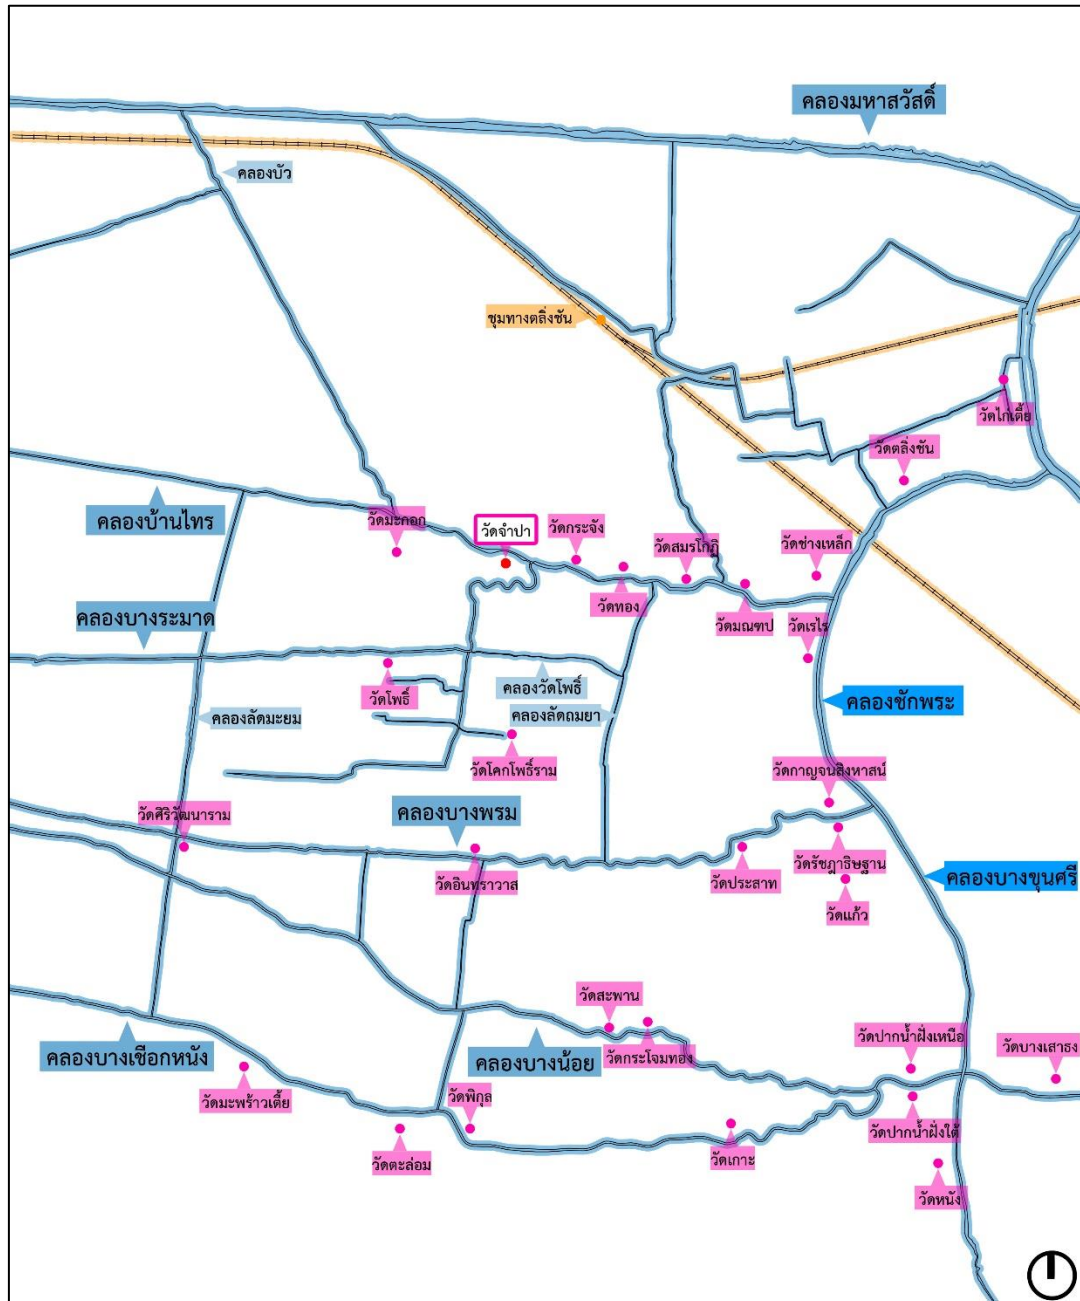 คลองมหาสวัสดิ์
คลองบัว
ชุมทางตลิ่งชัน
วัดไก่เตี้ย
วัดตลิ่งชัน
คลองบ้านไทร
วัดมะกอก
วัดจำปา
วัดกระจัง
วัดสมรโกฏิ
วัดช่างเหล็ก
วัดทอง
วัดมณฑป
วัดเรไร
คลองบางระมาด
วัดโพธิ์
คลองวัดโพธิ์
คลองลัดมะยม
คลองลัดถมยา
คลองชักพระ
วัดโคกโพธิ์ราม
วัดกาญจนสิงหาสน์
วัดศิริวัฒนาราม
คลองบางพรม
วัดอินทราวาส
วัดประสาท
วัดรัชฎาธิษฐาน
คลองบางขุนศรี
วัดแก้ว
วัดสะพาน
วัดกระโจมทอง
วัดปากน้ำฝั่งเหนือ
วัดบางเสาธง
คลองบางเชือกหนัง
คลองบางน้อย
วัดมะพร้าวเตี้ย
วัดพิกุล
วัดปากน้ำฝั่งใต้
วัดตะล่อม
วัดเกาะ
วัดหนัง